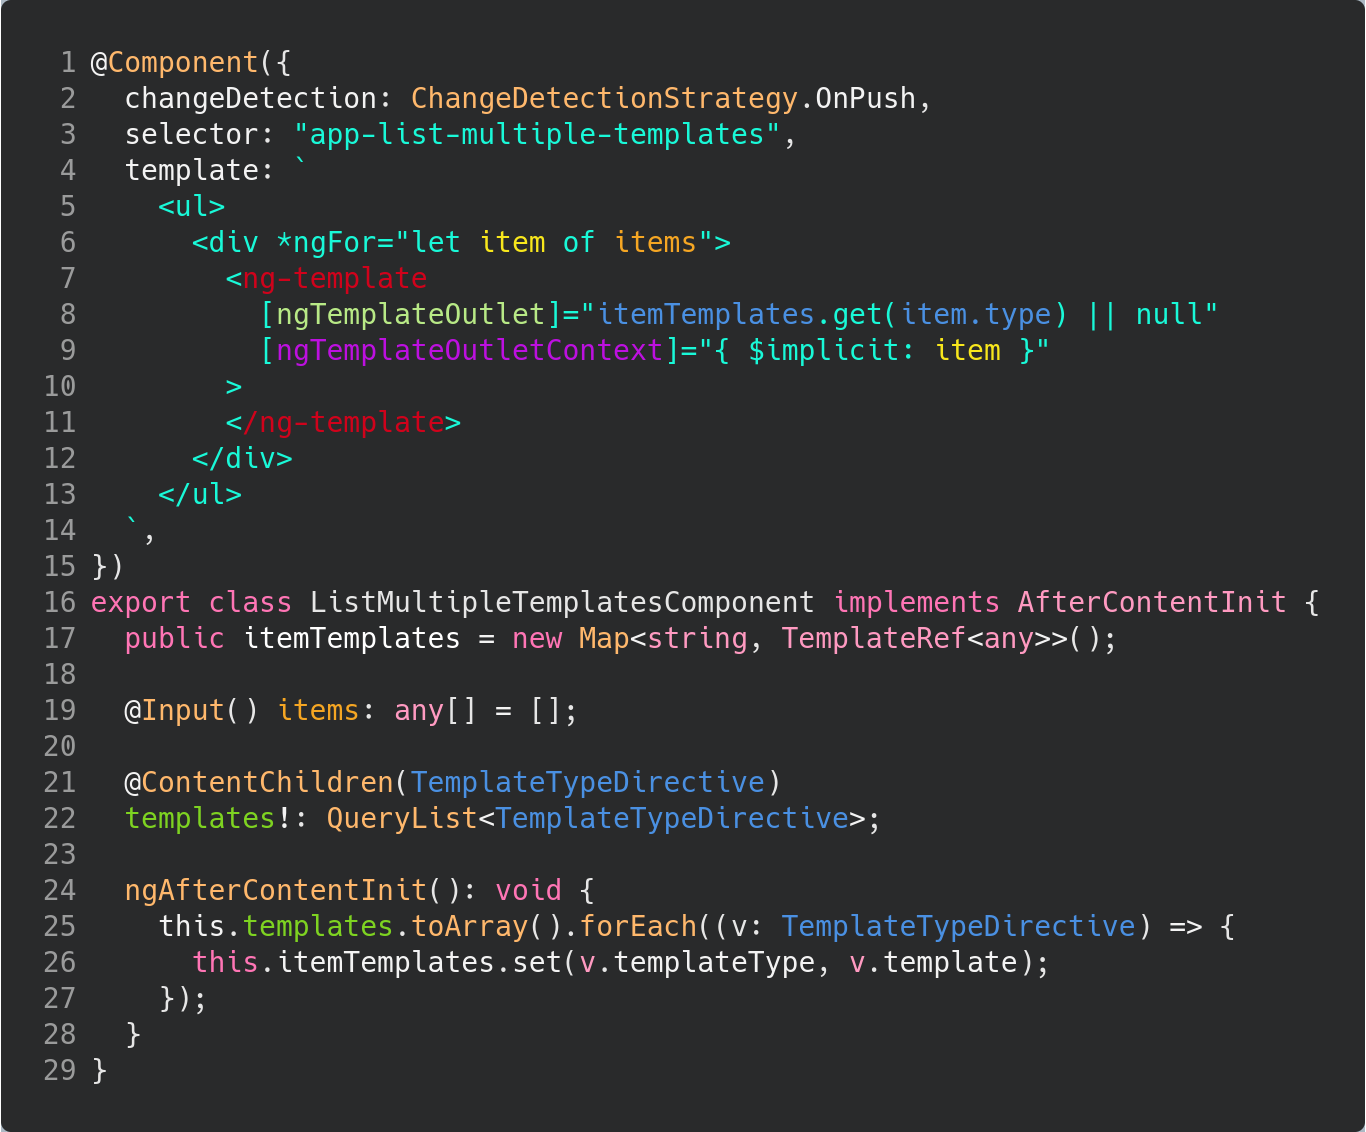 1 @Component({
2   changeDetection: ChangeDetectionStrategy.OnPush,
3   selector: "app-list-multiple-templates",
4   template: `
5     <ul>
6       <div *ngFor="let item of items">
7         <ng-template
8           [ngTemplateOutlet]="itemTemplates.get(item.type) || null"
9           [ngTemplateOutletContext]="{ $implicit: item }"
10         >
11         </ng-template>
12       </div>
13     </ul>
14   `,
15 })
16 export class ListMultipleTemplatesComponent implements AfterContentInit {
17   public itemTemplates = new Map<string, TemplateRef<any>>();
18
19   @Input() items: any[] = [];
20
21   @ContentChildren(TemplateTypeDirective)
22   templates!: QueryList<TemplateTypeDirective>;
23
24   ngAfterContentInit(): void {
25     this.templates.toArray().forEach((v: TemplateTypeDirective) => {
26       this.itemTemplates.set(v.templateType, v.template);
27     });
28   }
29 }